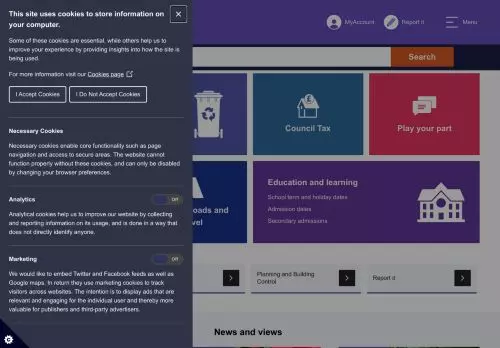 This site uses cookies to store information on
your computer.
Some of these cookies are essential, while others help us to
improve your experience by providing insights into how the site is
being used.
For more information visit our Cookies page
I Accept Cookies
I Do Not Accept Cookies
Necessary Cookies
Necessary cookies enable core functionality such as page
navigation and access to secure areas. The website cannot
function properly without these cookies, and can only be disabled
by changing your browser preferences.
Analytics
Off
Analytical cookies help us to improve our website by collecting
and reporting information on its usage, and is done in a way that
does not directly identify anyone.
Marketing
Off
We would like to embed Twitter and Facebook feeds as well as
Google maps. In return they use marketing cookies to track
visitors across websites. The intention is to display ads that are
relevant and engaging for the individual user and thereby more
valuable for publishers and third-party advertisers.
MyAccount
Report it
Menu
Search
Council Tax
Play your part
oads and
vel
Education and learning
School term and holiday dates
Admission dates
Secondary admissions
Planning and Building
Control
Report it
News and views